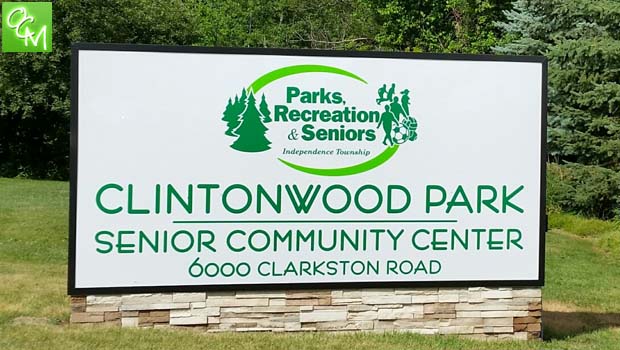 OCM
Parks,
Recreation
& Seniors
Independence Township
CLINTONWOOD PARK
SENIOR COMMUNITY CENTER
6000 CLARKSTON ROAD